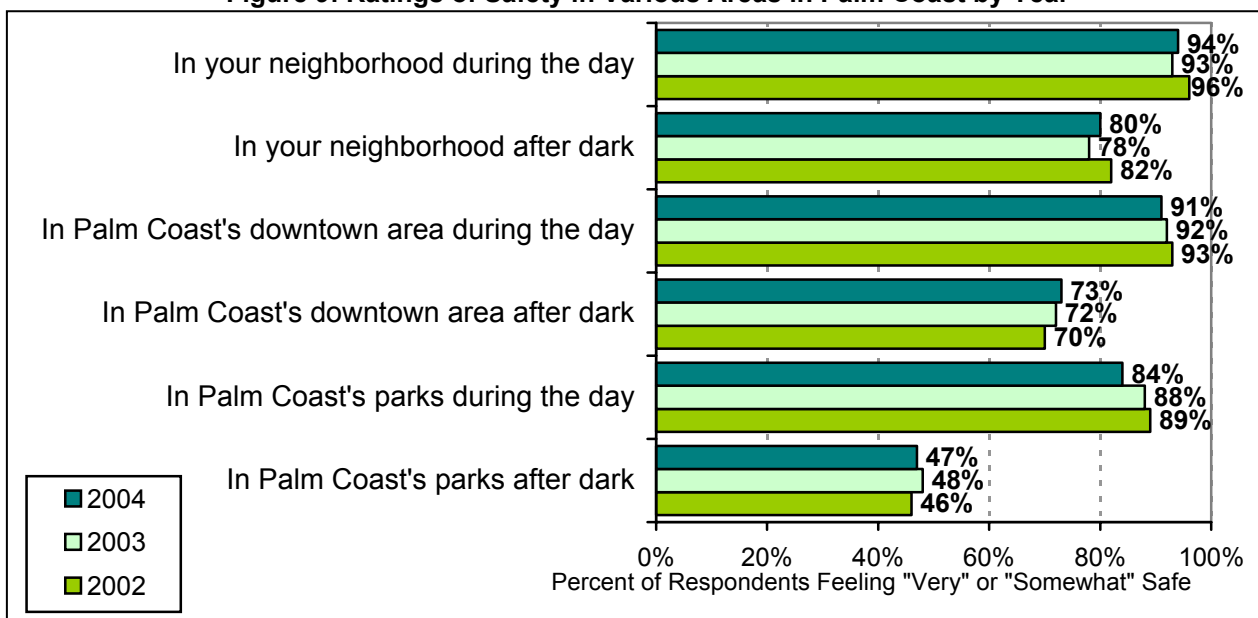 In your neighborhood during the day
94%
93%
96%
In your neighborhood after dark
80%
78%
82%
In Palm Coast's downtown area during the day
91%
92%
93%
In Palm Coast's downtown area after dark
73%
72%
70%
In Palm Coast's parks during the day
84%
88%
89%
In Palm Coast's parks after dark
47%
48%
46%
2004
2003
2002
0% 20% 40% 60% 80% 100%
Percent of Respondents Feeling "Very" or "Somewhat" Safe